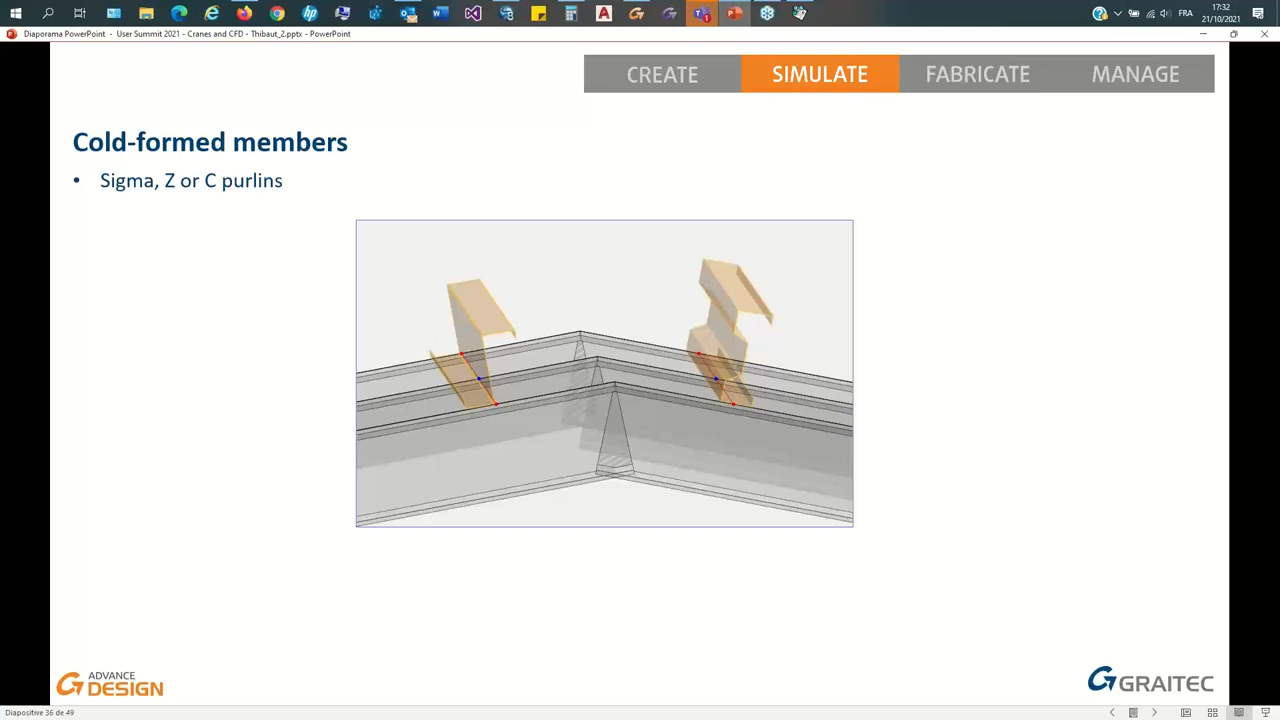 17:32
FRA
21/10/2021
Diaporama PowerPoint - User Summit 2021 - Cranes and CFD - Thibaut_2.pptx - PowerPoint
CREATE SIMULATE FABRICATE MANAGE
Cold-formed members
• Sigma, Z or C purlins
ADVANCE
DESIGN
GRAITEC
Diapositive 36 de 49